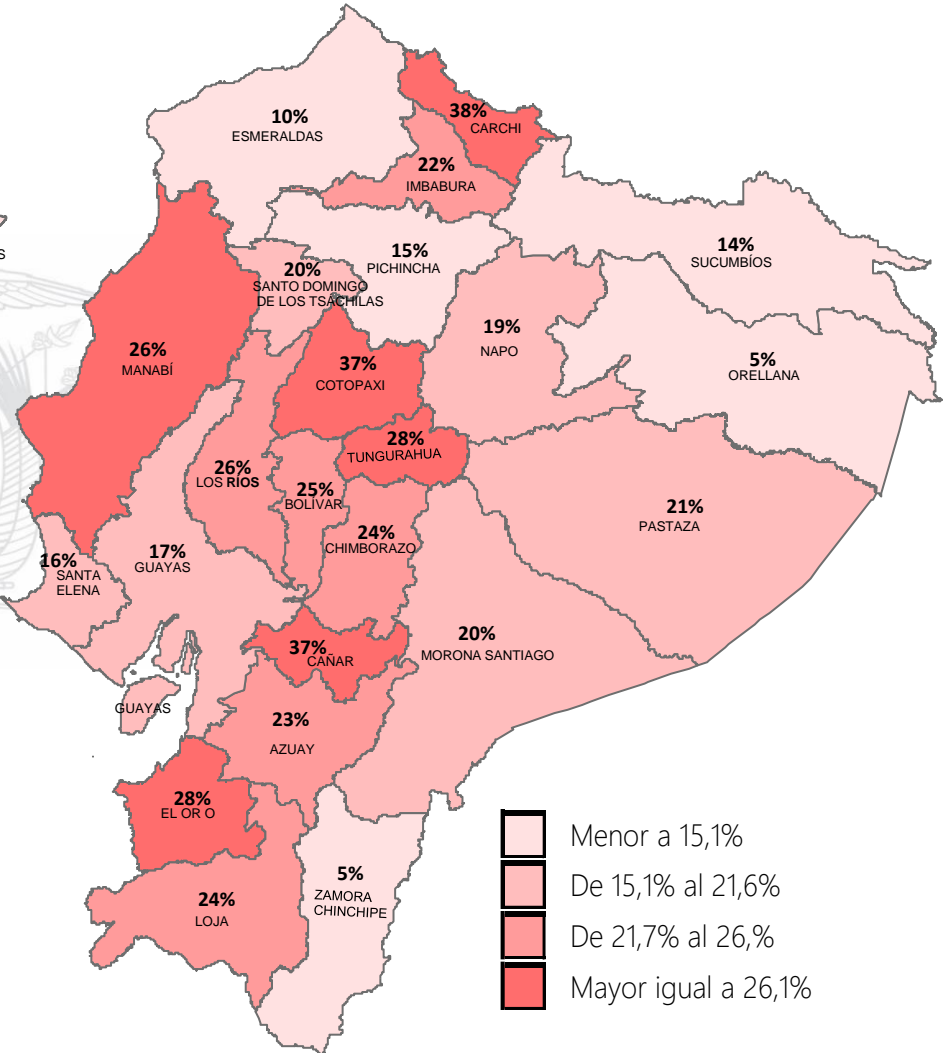 10%
ESMERALDAS
38%
CARCHI
22%
IMBABURA
S
15%
PICHINCHA
14%
SUCUMBÍOS
20%
SANTO DOMINGO
DE LOS TSÁCHILAS
19%
NAPO
26%
MANABÍ
37%
COTOPAXI
5%
ORELLANA
28%
TUNGURAHUA
26%
LOS RÍOS
25%
BOLÍVAR
21%
PASTAZA
24%
CHIMBORAZO
16%
SANTA
ELENA
17%
GUAYAS
20%
MORONA SANTIAGO
37%
CAÑAR
GUAYAS
23%
AZUAY
28%
EL OR O
5%
ZAMORA
CHINCHIPE
24%
LOJA
Menor a 15,1%
De 15,1% al 21,6%
De 21,7% al 26,%
Mayor igual a 26,1%